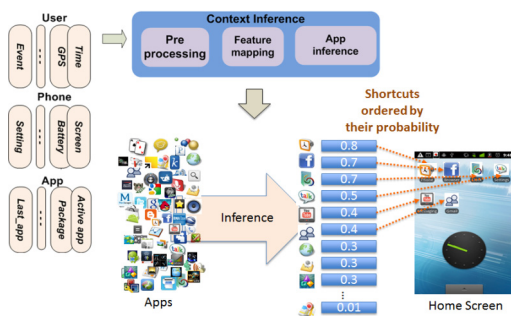 User
Event
GPS
Time
Phone
Setting
Battery
Screen
App
Last_app
Package
Active app
Context Inference
Pre
processing
Feature
mapping
App
inference
Shortcuts
ordered by
their probability
Inference
Apps
0.8
0.7
0.7
0.5
0.4
0.4
0.3
0.3
0.3
0.01
Home Screen